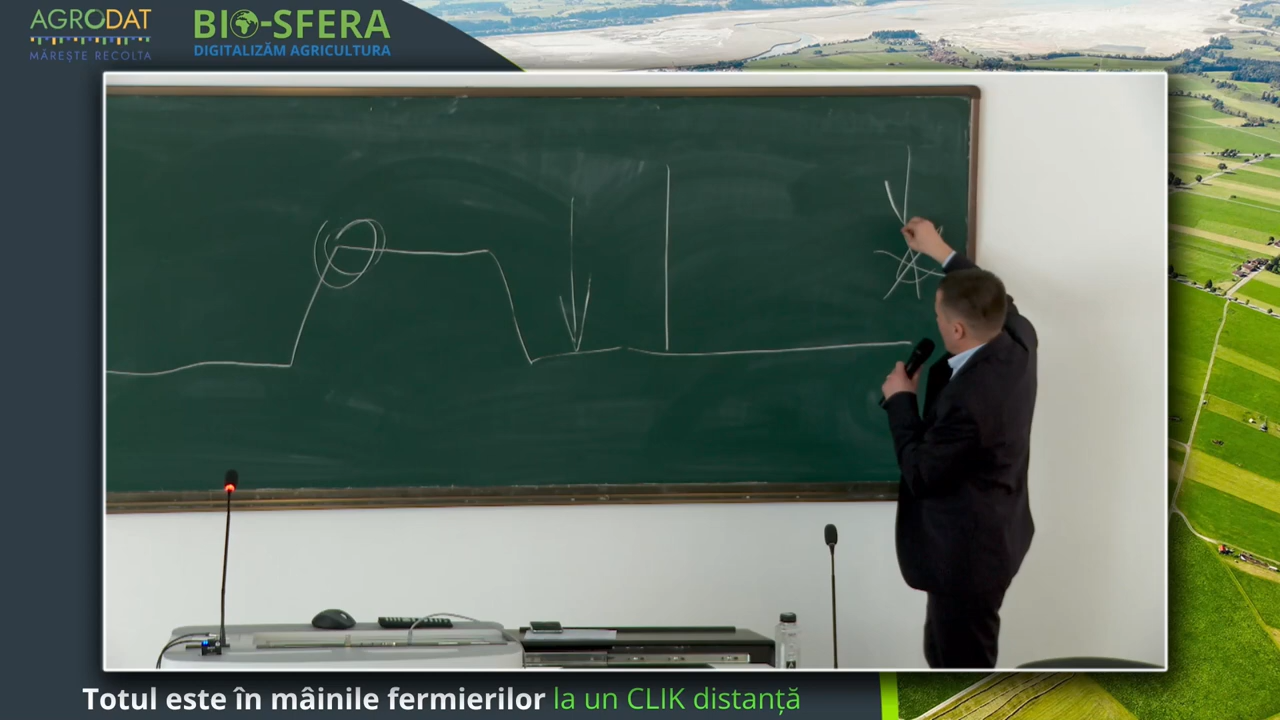 AGRODAT
MĂREȘTE RECOLTA
BIO-SFERA
DIGITALIZĂM AGRICULTURA
Totul este în mâinile fermierilor la un CLIK distanță